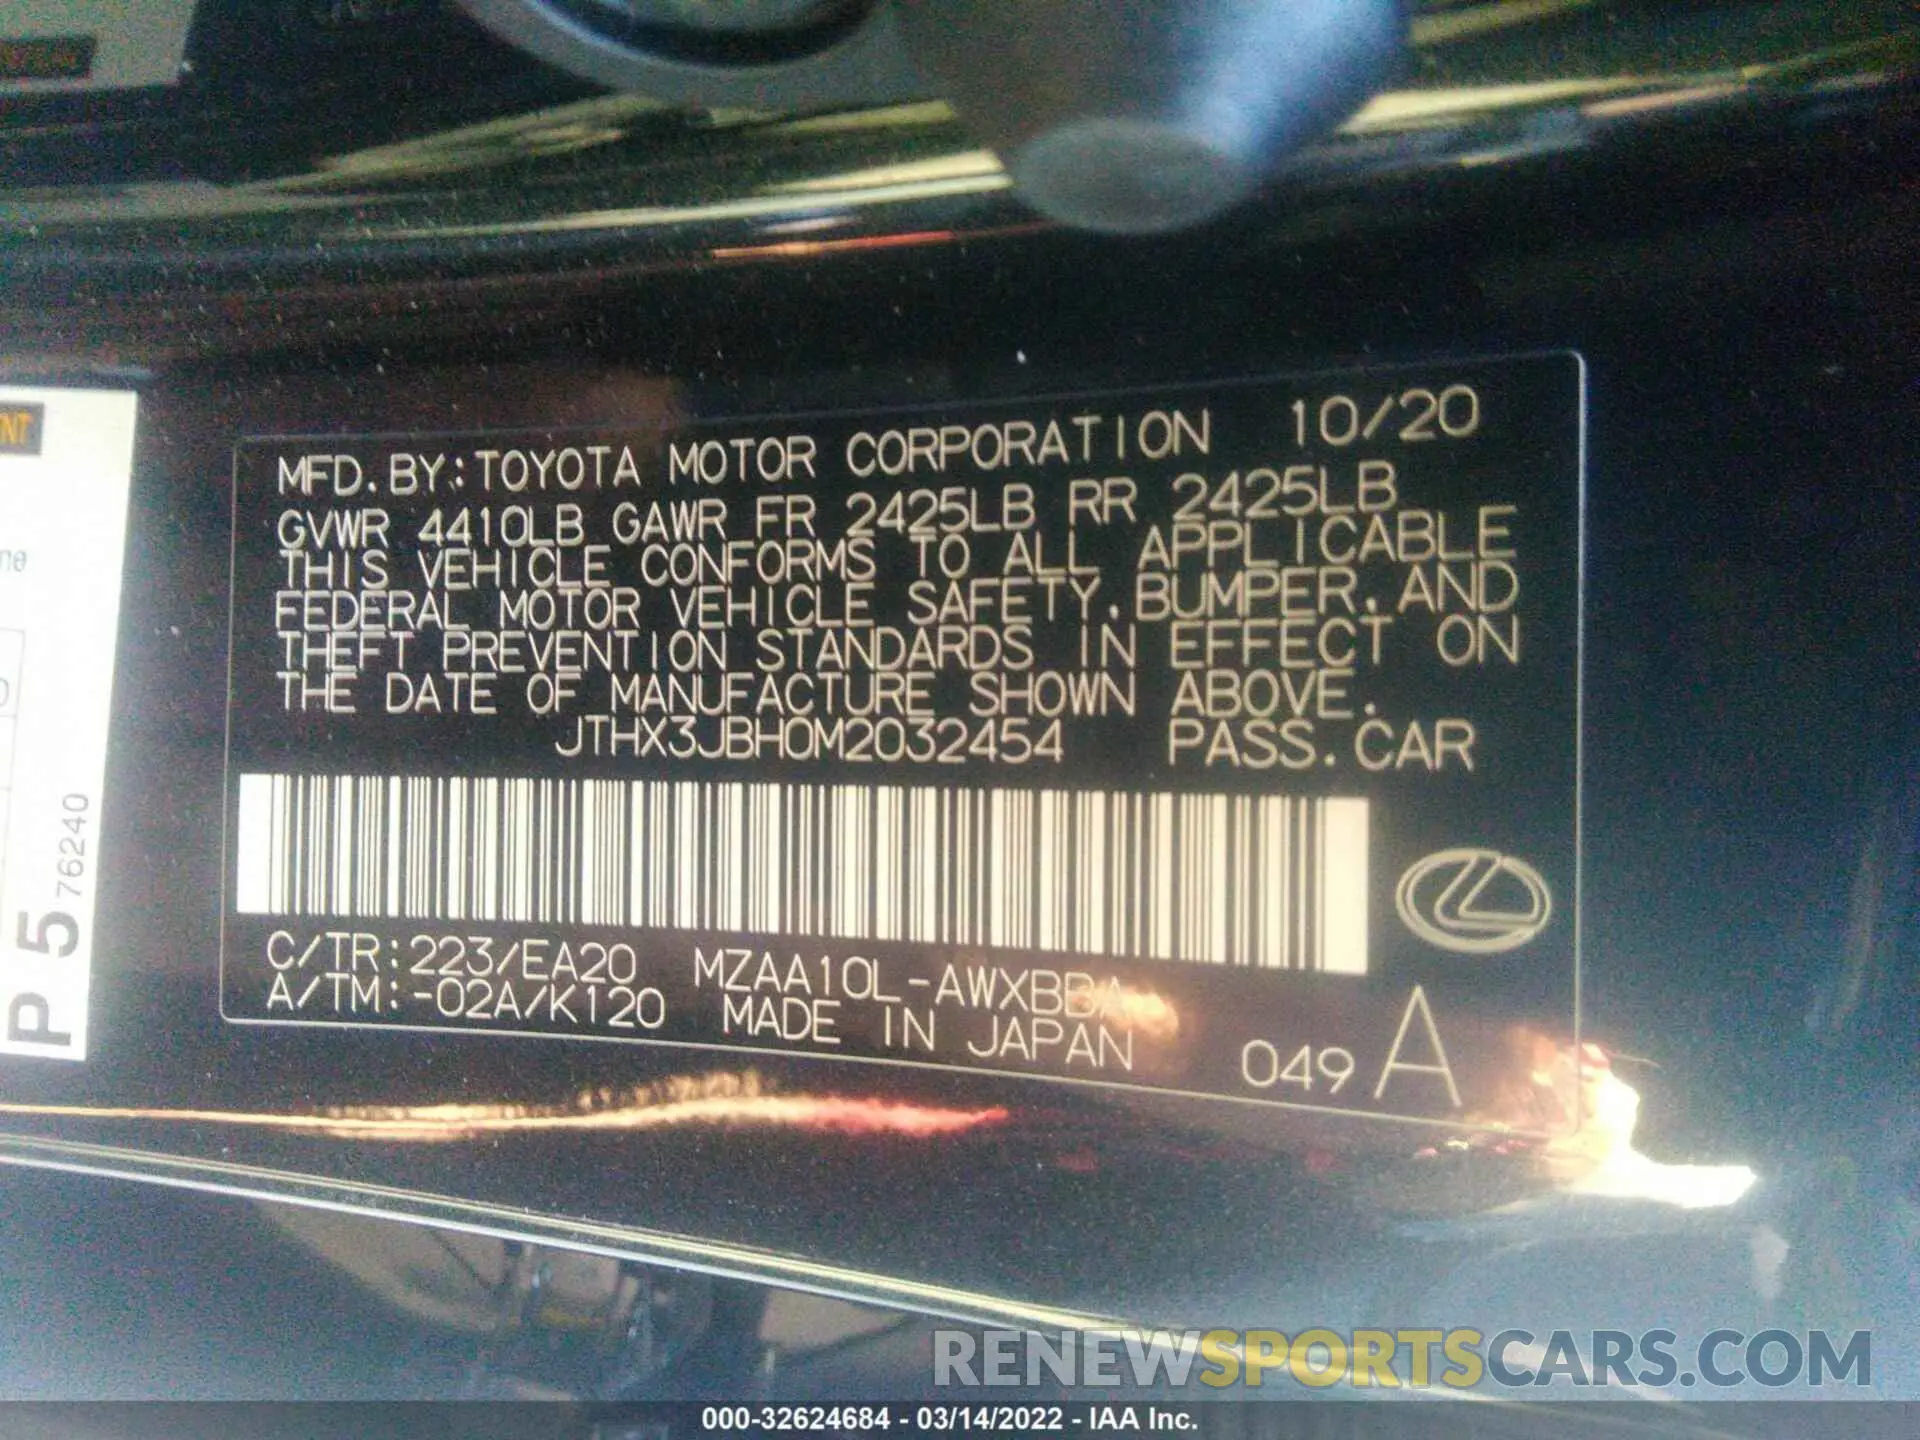 NT
ne
P 5 76240
MFD. BY: TOYOTA MOTOR CORPORATION 10/20
GVWR 4410LB GAWR FR 2425LB RR 2425LB
THIS VEHICLE CONFORMS TO ALL APPLICABLE
FEDERAL MOTOR VEHICLE SAFETY, BUMPER, AND
THEFT PREVENTION STANDARDS IN EFFECT ON
THE DATE OF MANUFACTURE SHOWN ABOVE.
JTHX3JBH0M2032454 PASS. CAR
C/TR: 223/EA20 MZAA10L-AWXBBA
A/TM: -02A/K120 MADE IN JAPAN
049 A
RENEWSPORTSCARS.COM
000-32624684 - 03/14/2022 - IAA Inc.